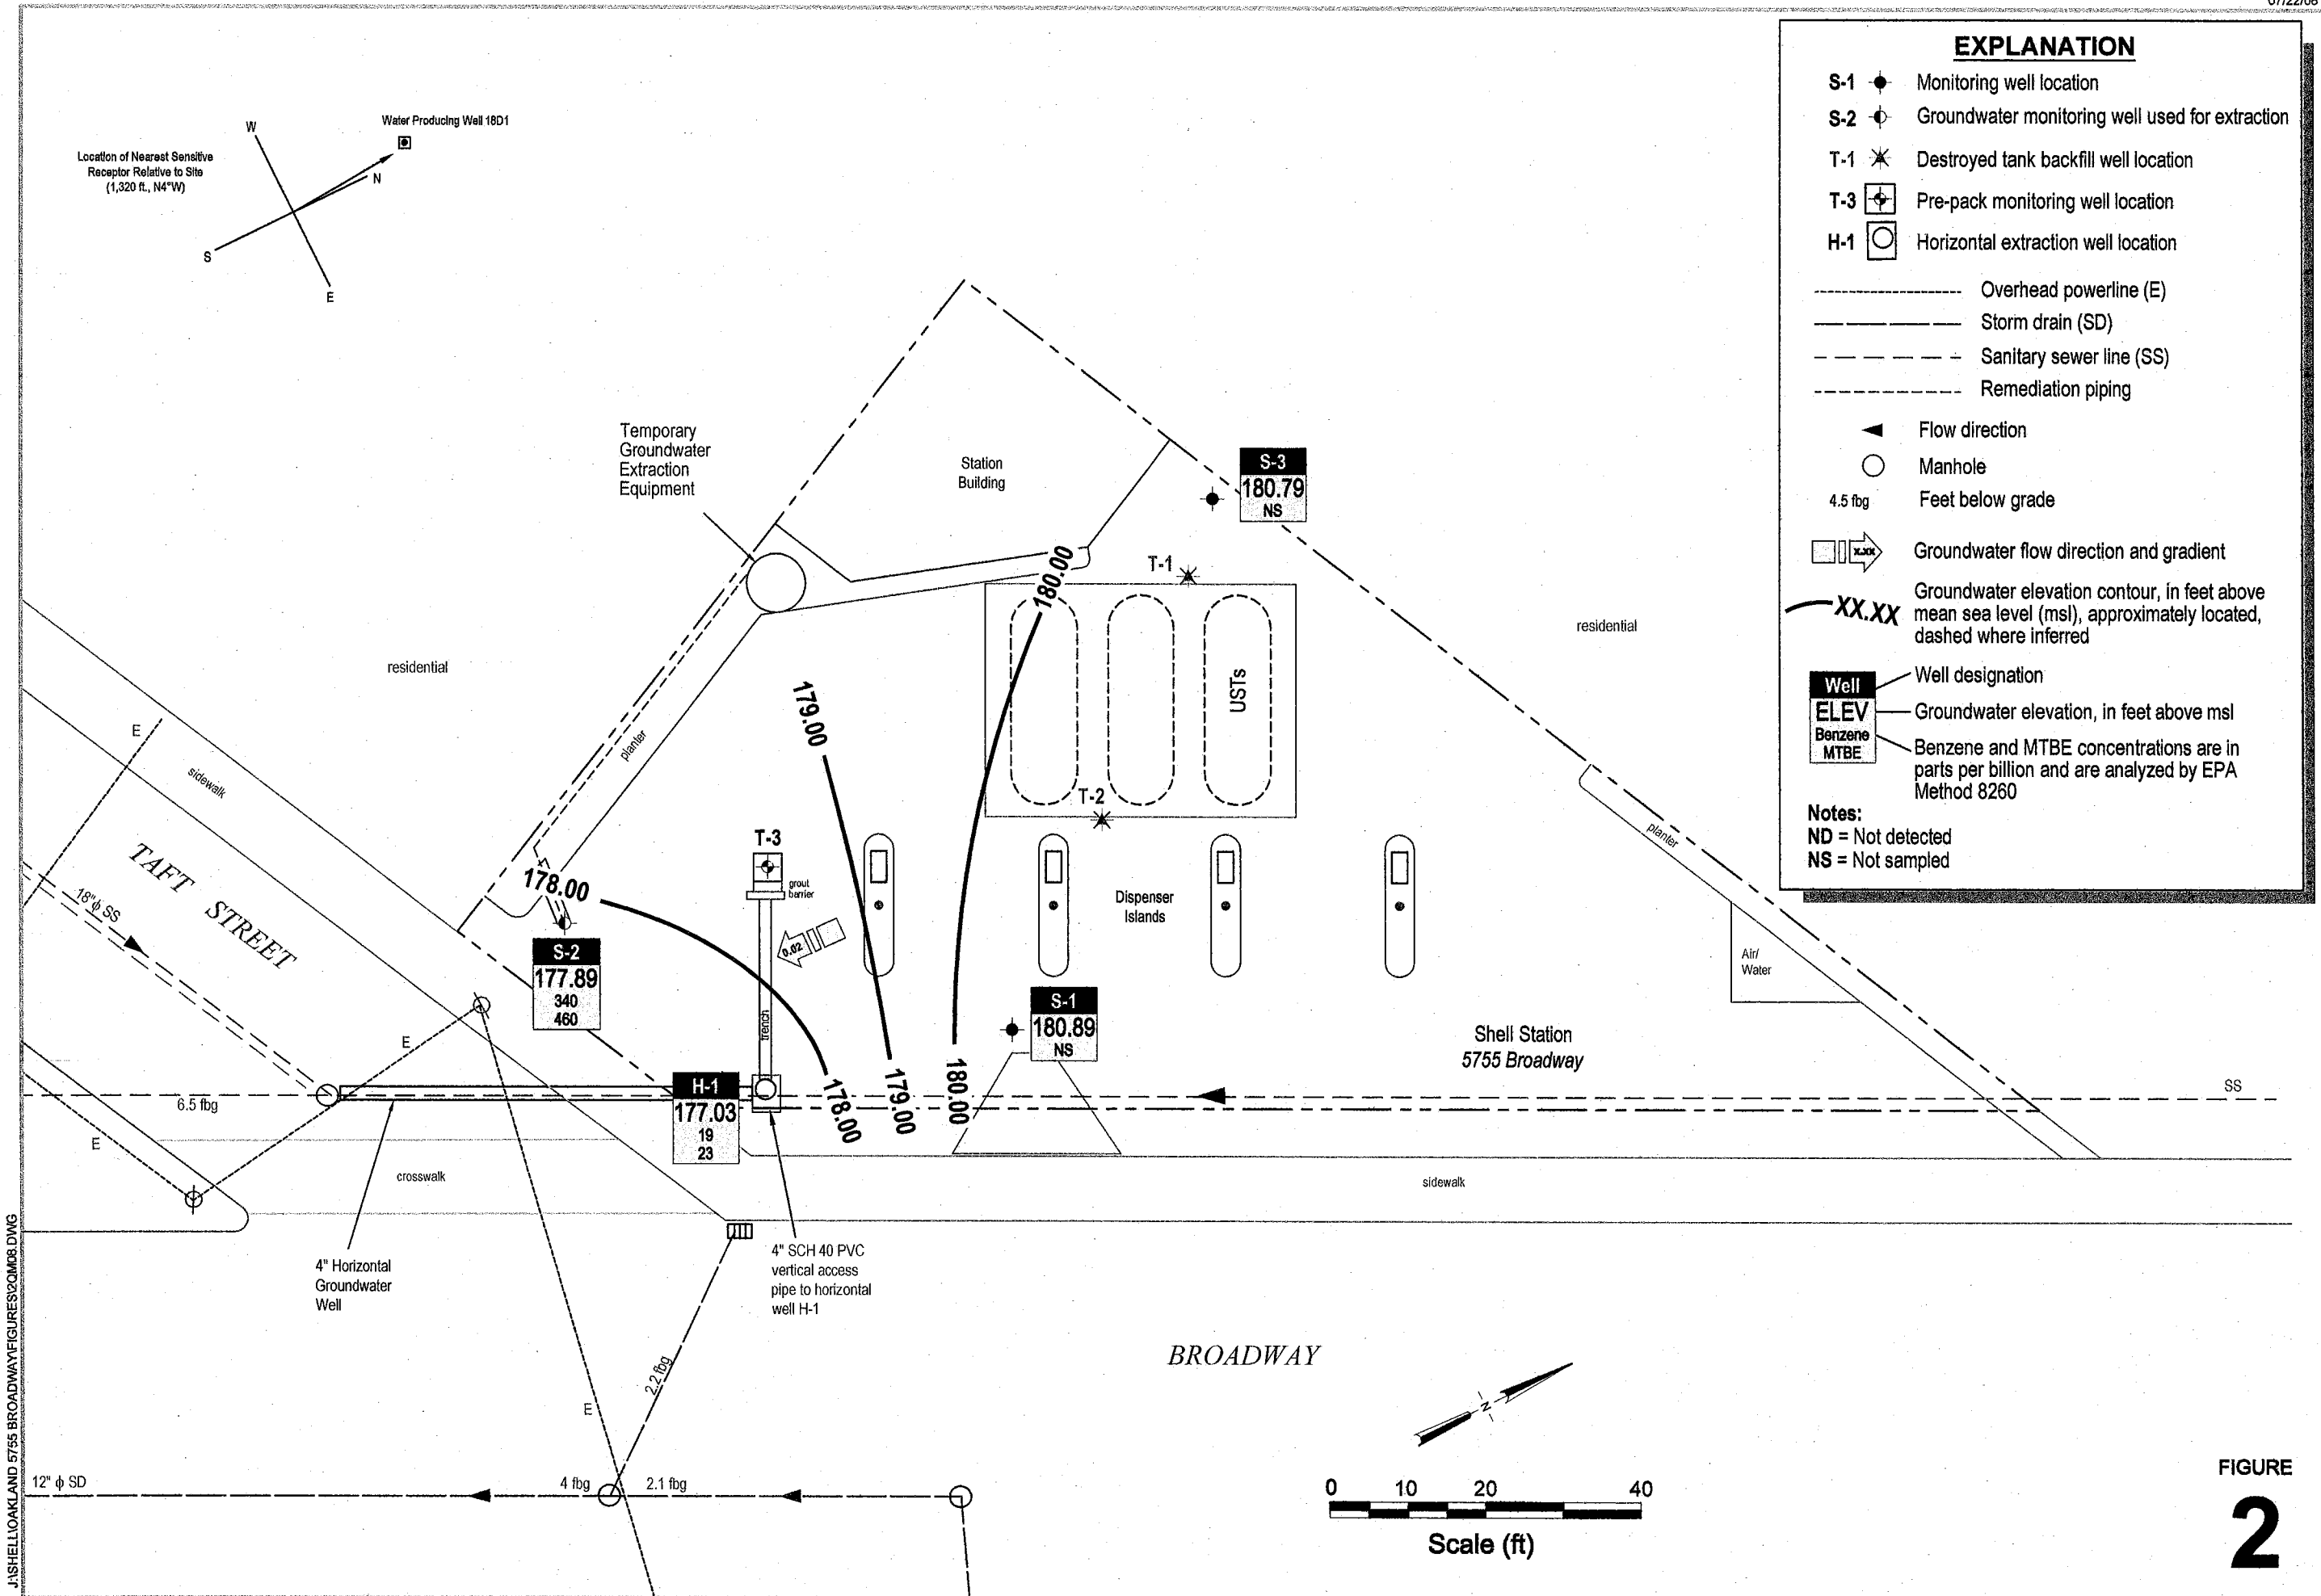 07/22/08
EXPLANATION
S-1 Monitoring well location
S-2 Groundwater monitoring well used for extraction
T-1 Destroyed tank backfill well location
T-3 Pre-pack monitoring well location
H-1 Horizontal extraction well location
Overhead powerline (E)
Storm drain (SD)
Sanitary sewer line (SS)
Remediation piping
Flow direction
Manhole
4.5 fbg Feet below grade
x.xx Groundwater flow direction and gradient
Groundwater elevation contour, in feet above
XX.XX mean sea level (msl), approximately located,
dashed where inferred
Well
ELEV
Benzene
MTBE
Well designation
Groundwater elevation, in feet above msl
Benzene and MTBE concentrations are in
parts per billion and are analyzed by EPA
Method 8260
Notes:
ND = Not detected
NS = Not sampled
Water Producing Well 18D1
W
N
S
E
Location of Nearest Sensitive
Receptor Relative to Site
(1,320 ft., N4°W)
Temporary
Groundwater
Extraction
Equipment
Station
Building
S-3
180.79
NS
T-1
180.00
residential
residential
USTs
179.00
planter
T-2
E
sidewalk
TAFT STREET
18"ϕ SS
T-3
grout
barrier
178.00
S-2
177.89
340
460
0.02
trench
Dispenser
Islands
planter
Air/
Water
S-1
180.89
NS
Shell Station
5755 Broadway
E
6.5 fbg
H-1
177.03
19
23
178.00
179.00
180.00
SS
E
crosswalk
sidewalk
4" Horizontal
Groundwater
Well
4" SCH 40 PVC
vertical access
pipe to horizontal
well H-1
2.2 fbg
E
BROADWAY
N
12" ϕ SD
4 fbg
2.1 fbg
0 10 20 40
Scale (ft)
FIGURE
2
J:\SHELL\OAKLAND 5755 BROADWAY\FIGURES\2QM08.DWG